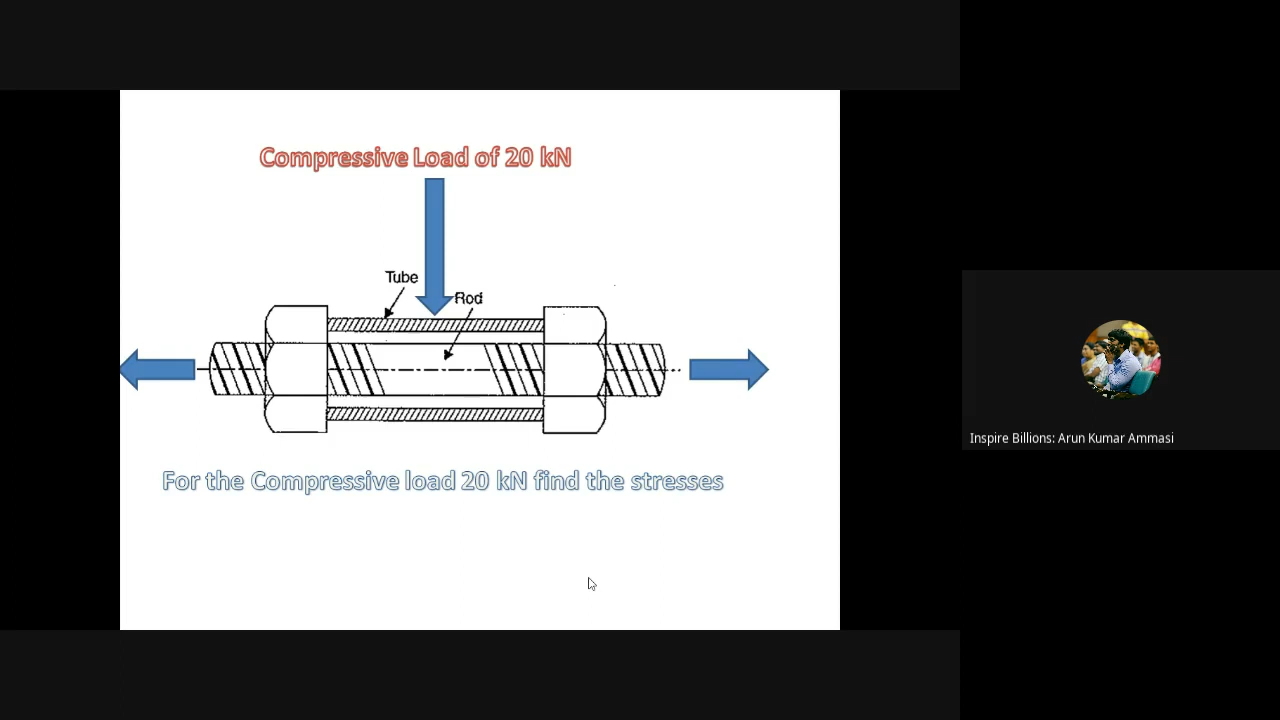 Compressive Load of 20 kN
Tube
Rod
For the Compressive load 20 kN find the stresses
Inspire Billions: Arun Kumar Ammasi